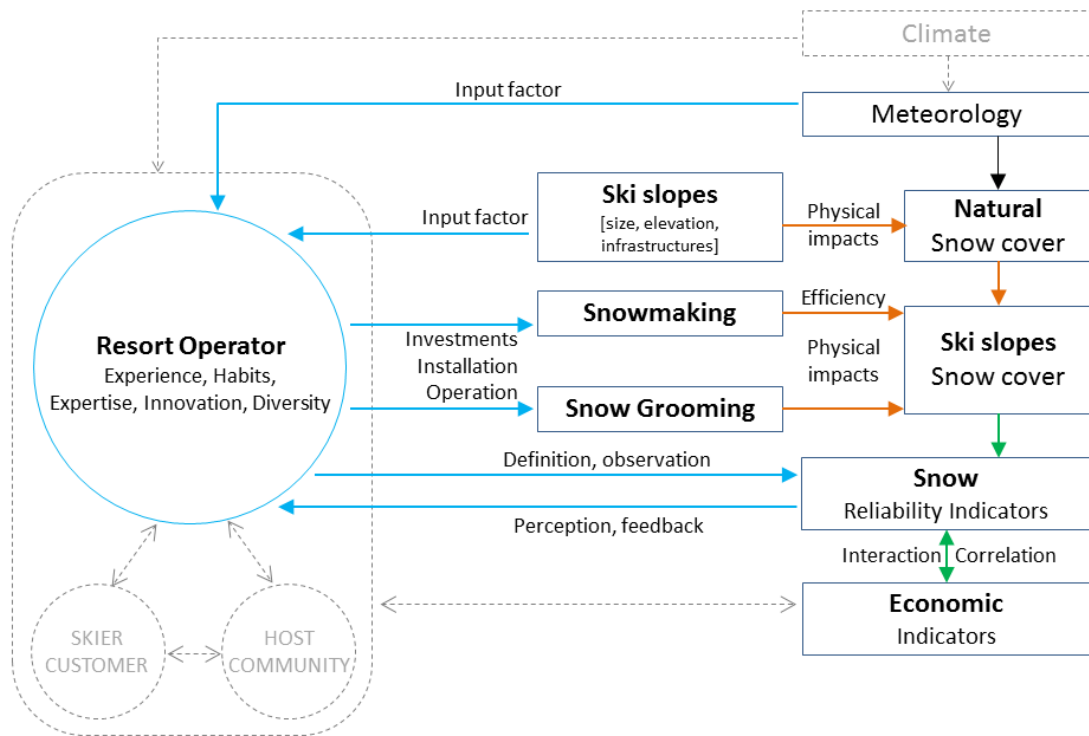 Climate
Input factor
Meteorology
Ski slopes
[size, elevation,
infrastructures]
Input factor
Physical
impacts
Natural
Snow cover
Snowmaking
Efficiency
Resort Operator
Experience, Habits,
Expertise, Innovation, Diversity
Investments
Installation
Operation
Physical
impacts
Ski slopes
Snow cover
Snow Grooming
Definition, observation
Snow
Reliability Indicators
Perception, feedback
Interaction
Correlation
Economic
Indicators
SKIER
CUSTOMER
HOST
COMMUNITY